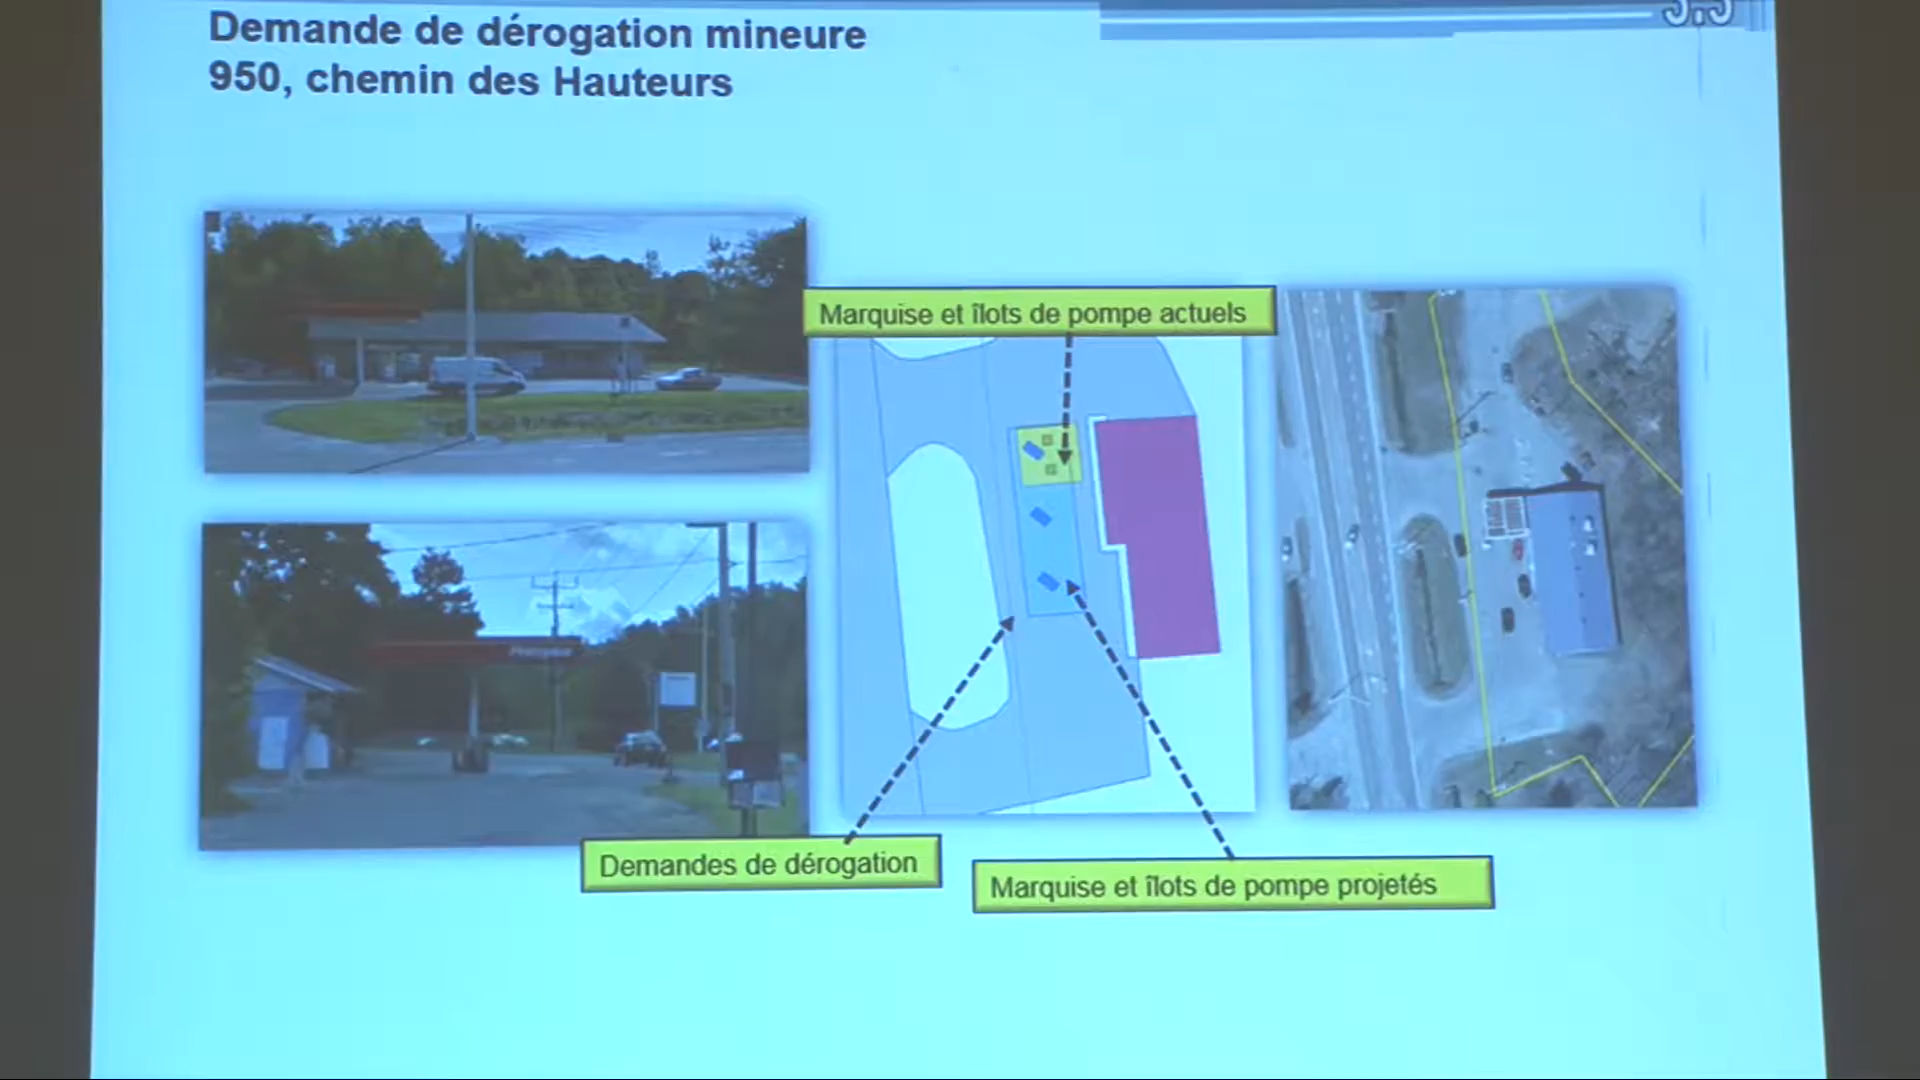 Demande de dérogation mineure
950, chemin des Hauteurs
Marquise et îlots de pompe actuels
Demandes de dérogation
Marquise et îlots de pompe projetés